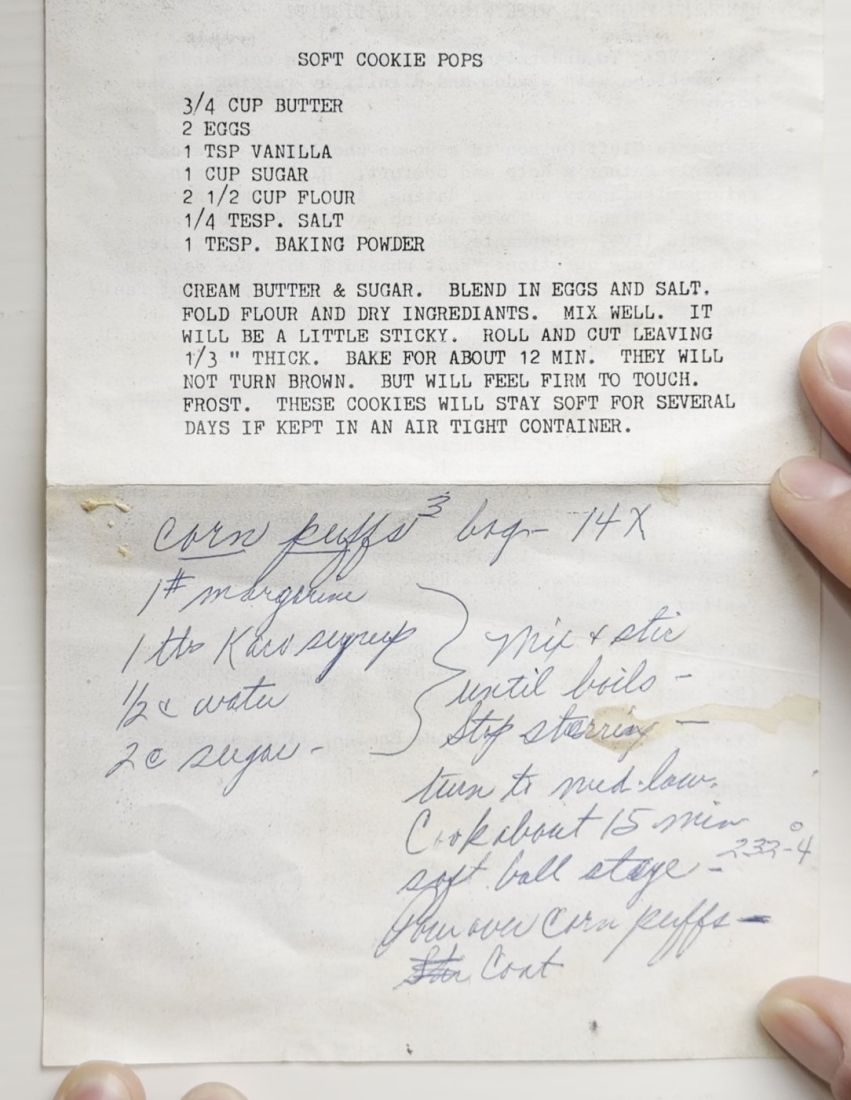 SOFT COOKIE POPS
3/4 CUP BUTTER
2 EGGS
1 TSP VANILLA
1 CUP SUGAR
2 1/2 CUP FLOUR
1/4 TESP. SALT
1 TESP. BAKING POWDER
CREAM BUTTER & SUGAR. BLEND IN EGGS AND SALT.
FOLD FLOUR AND DRY INGREDIANTS. MIX WELL. IT
WILL BE A LITTLE STICKY. ROLL AND CUT LEAVING
1/3 " THICK. BAKE FOR ABOUT 12 MIN. THEY WILL
NOT TURN BROWN. BUT WILL FEEL FIRM TO TOUCH.
FROST. THESE COOKIES WILL STAY SOFT FOR SEVERAL
DAYS IF KEPT IN AN AIR TIGHT CONTAINER.
corn puffs 3 bag- 14X
1# margarine
1 Karo syrup
1/2 c water
2 c sugar -
Mix & stir
until boils -
Stop stirring -
turn to med-low.
Cook about 15 min
soft ball stage - 232-4°
Pour over Corn puffs -
Coat